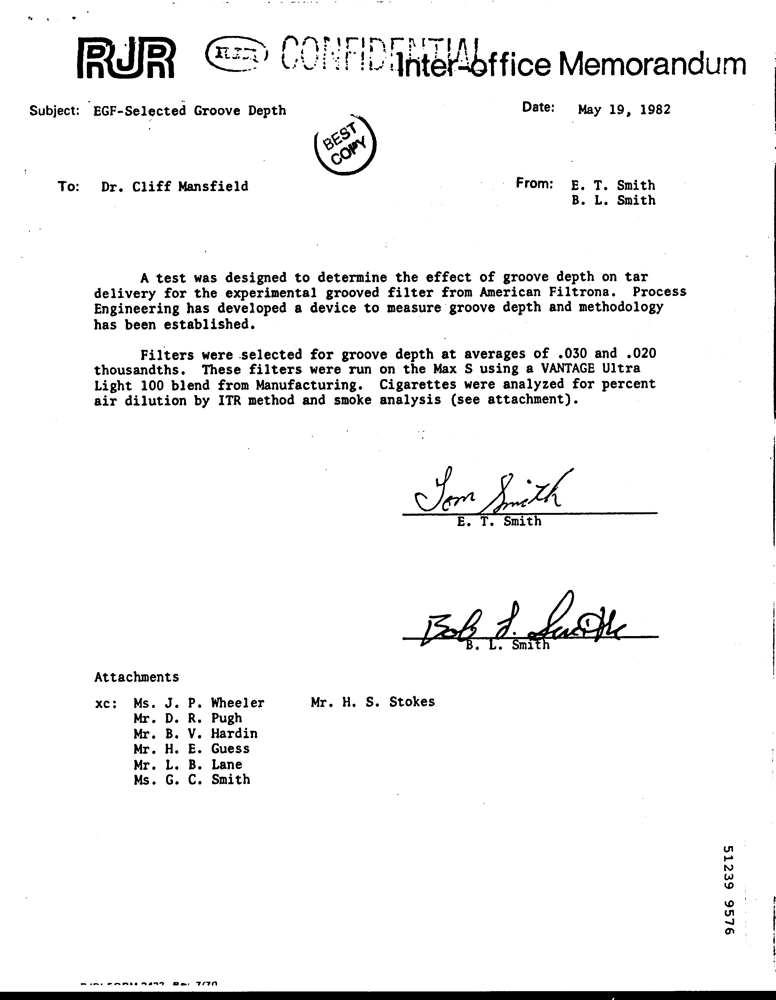 RJR RJR CONFIDENTIAL Inter-office Memorandum
Subject: EGF-Selected Groove Depth Date: May 19, 1982
BEST
COPY
To: Dr. Cliff Mansfield From: E. T. Smith
B. L. Smith
A test was designed to determine the effect of groove depth on tar
delivery for the experimental grooved filter from American Filtrona. Process
Engineering has developed a device to measure groove depth and methodology
has been established.
Filters were selected for groove depth at averages of .030 and .020
thousandths. These filters were run on the Max S using a VANTAGE Ultra
Light 100 blend from Manufacturing. Cigarettes were analyzed for percent
air dilution by ITR method and smoke analysis (see attachment).
Tom Smith
E. T. Smith
Bob L. Smith
B. L. Smith
Attachments
xc: Ms. J. P. Wheeler Mr. H. S. Stokes
Mr. D. R. Pugh
Mr. B. V. Hardin
Mr. H. E. Guess
Mr. L. B. Lane
Ms. G. C. Smith
51239 9576